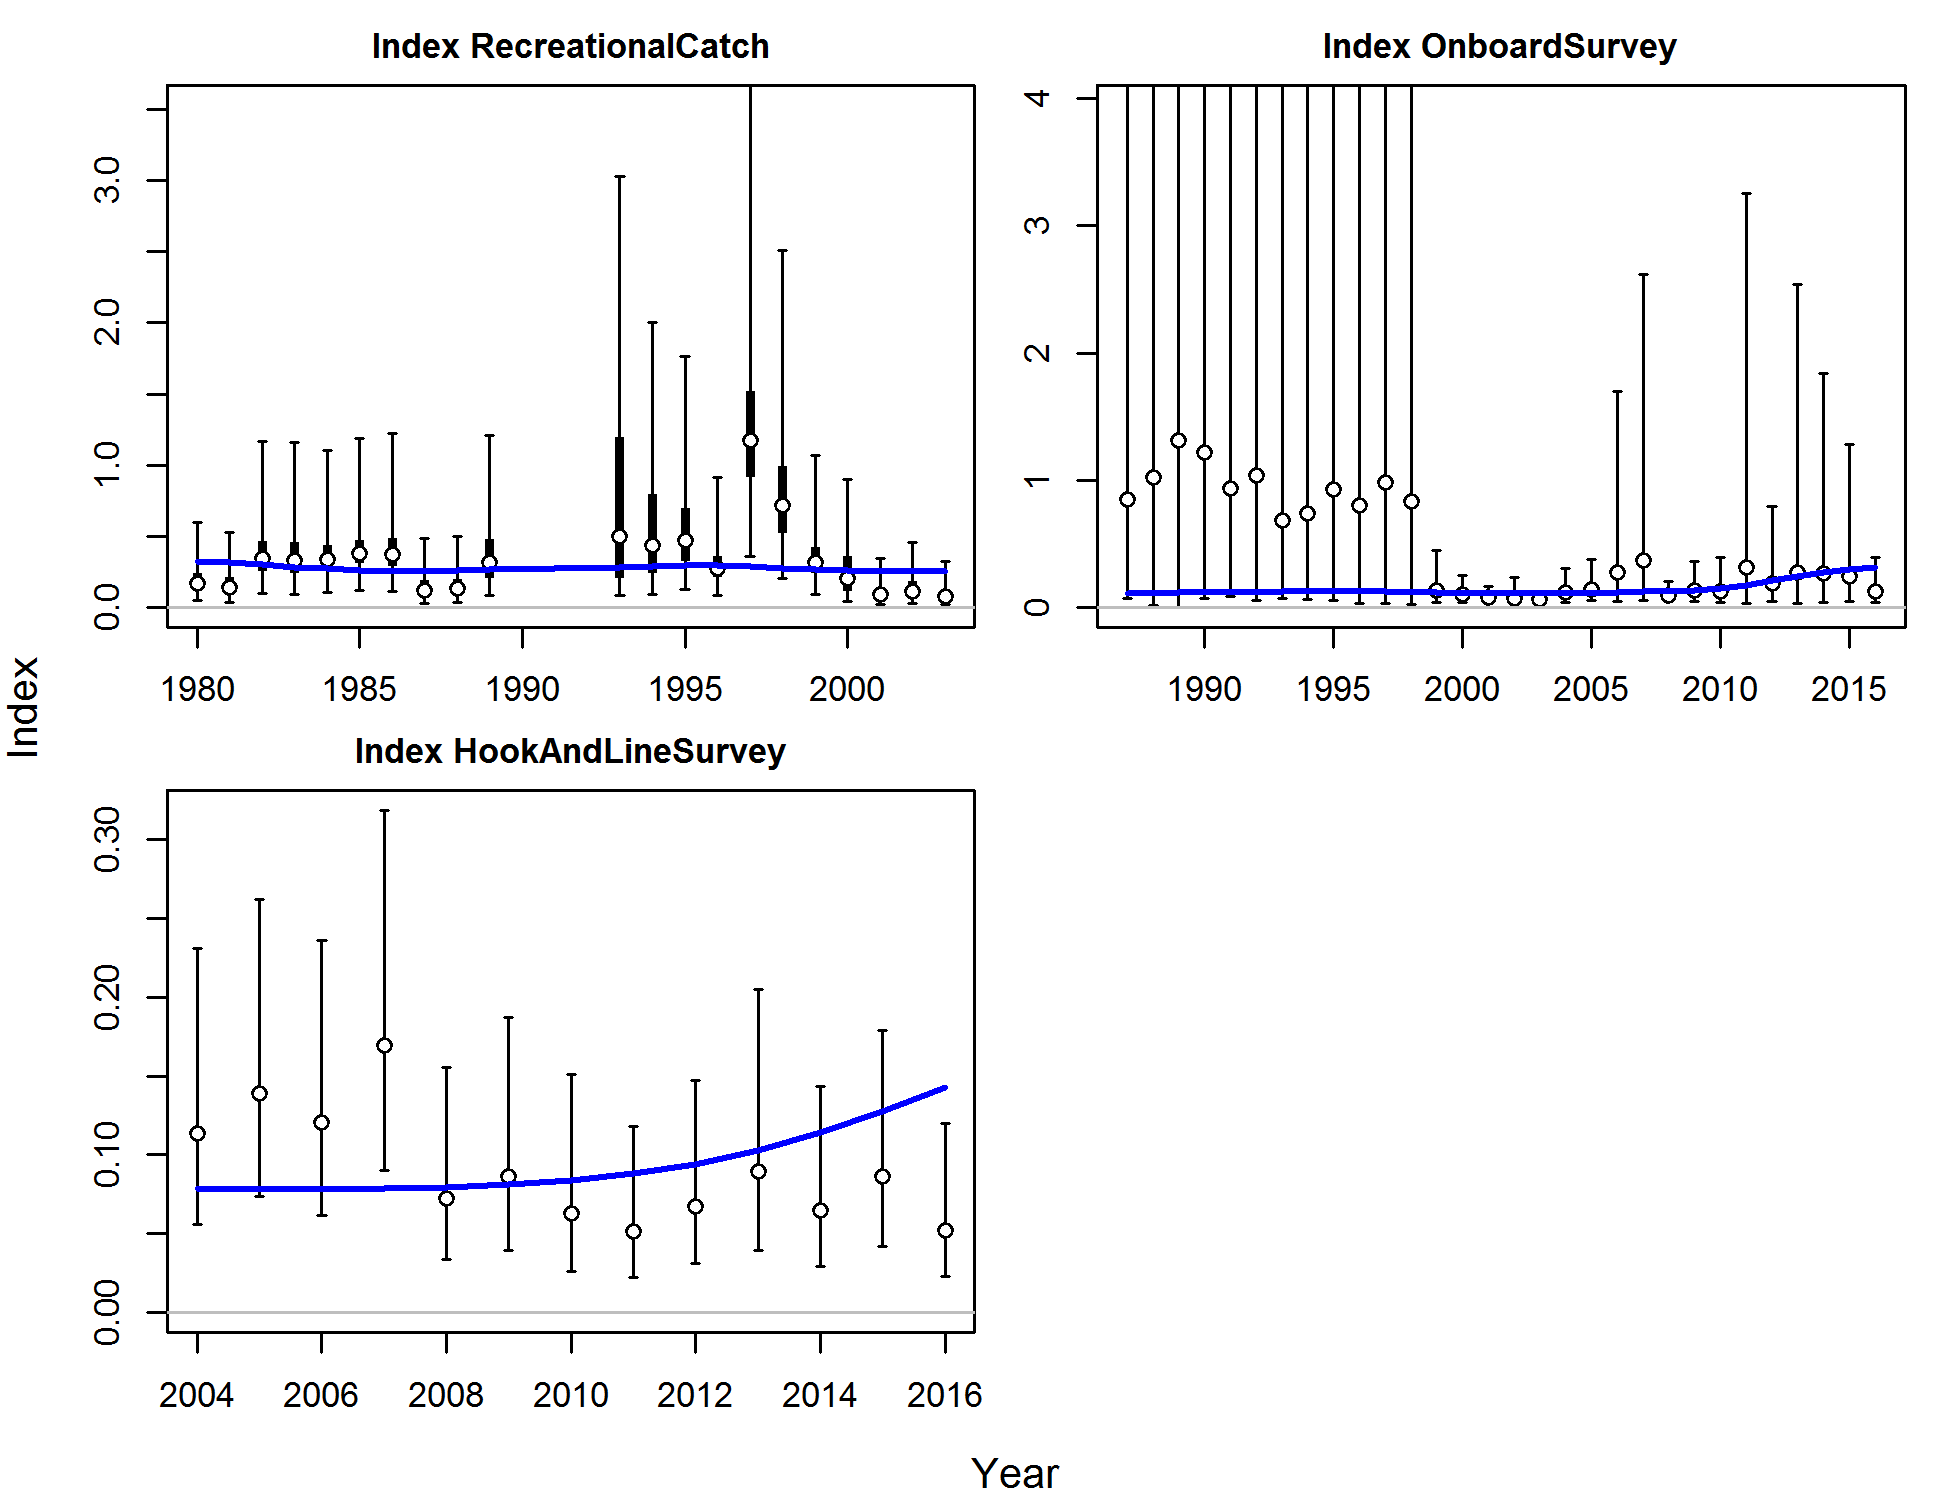 Index RecreationalCatch
3.0
2.0
1.0
0.0
1980 1985 1990 1995 2000
Index OnboardSurvey
4
3
2
1
0
1990 1995 2000 2005 2010 2015
Index HookAndLineSurvey
0.30
0.20
0.10
0.00
2004 2006 2008 2010 2012 2014 2016
Index
Year